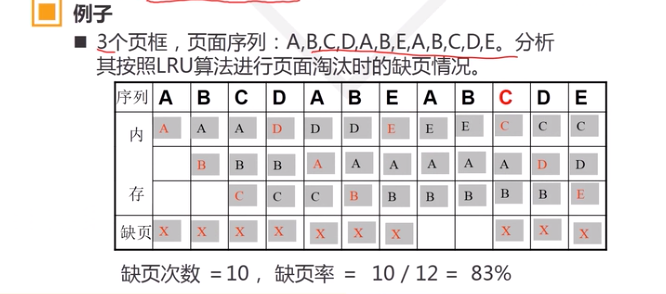 例子
3个页框，页面序列：A,B,C,D,A,B,E,A,B,C,D,E。分析
其按照LRU算法进行页面淘汰时的缺页情况。
序列 A B C D A B E A B C D E
内 A A A D D D E E E C C C
B B B A A A A A A D D
存 C C C B B B B B B E
缺页 X X X X X X X X X X
缺页次数 =10 ，缺页率 = 10 / 12 = 83%